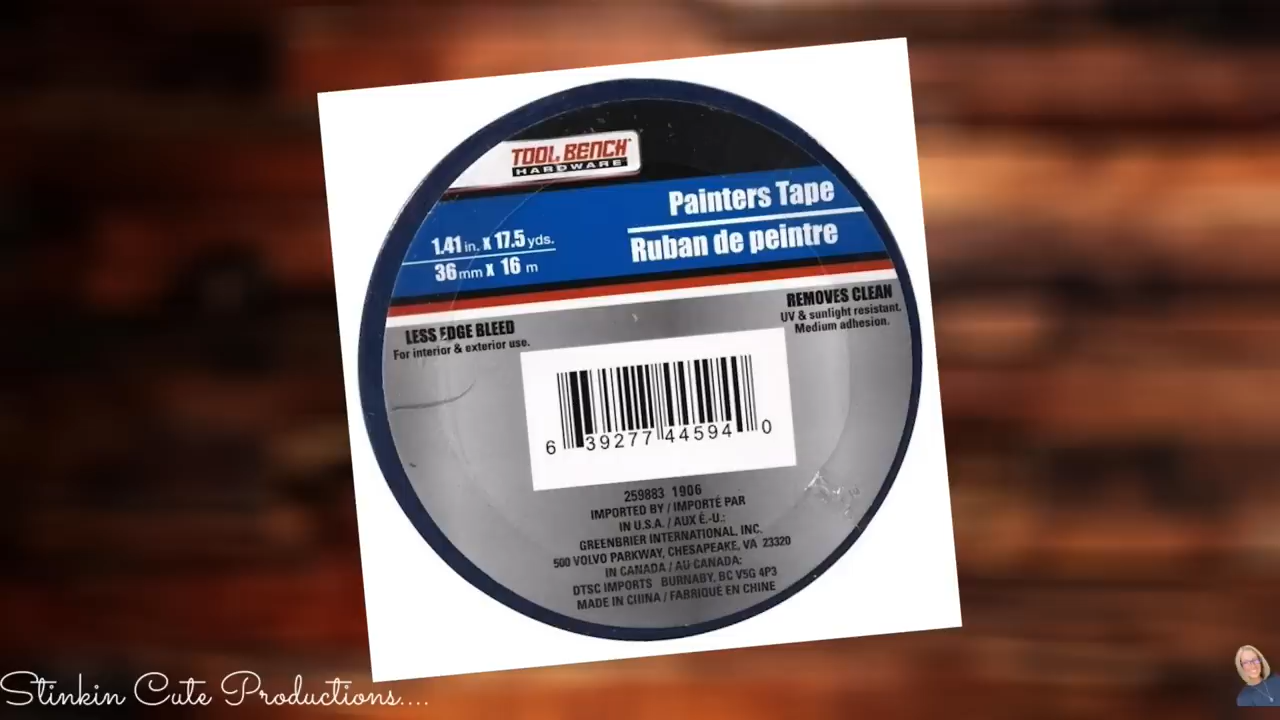 TOOL BENCH
HARDWARE
Painters Tape
Ruban de peintre
1.41 in. x 17.5 yds.
36 mm x 16 m
LESS EDGE BLEED
For interior & exterior use.
REMOVES CLEAN
UV & sunlight resistant.
Medium adhesion.
6 39277 44594 0
259883 1906
IMPORTED BY / IMPORTÉ PAR
IN U.S.A. / AUX É.-U.:
GREENBRIER INTERNATIONAL, INC.
500 VOLVO PARKWAY, CHESAPEAKE, VA 23320
IN CANADA / AU CANADA:
DTSC IMPORTS BURNABY, BC V5G 4P3
MADE IN CHINA / FABRIQUÉ EN CHINE
Stinkin Cute Productions....